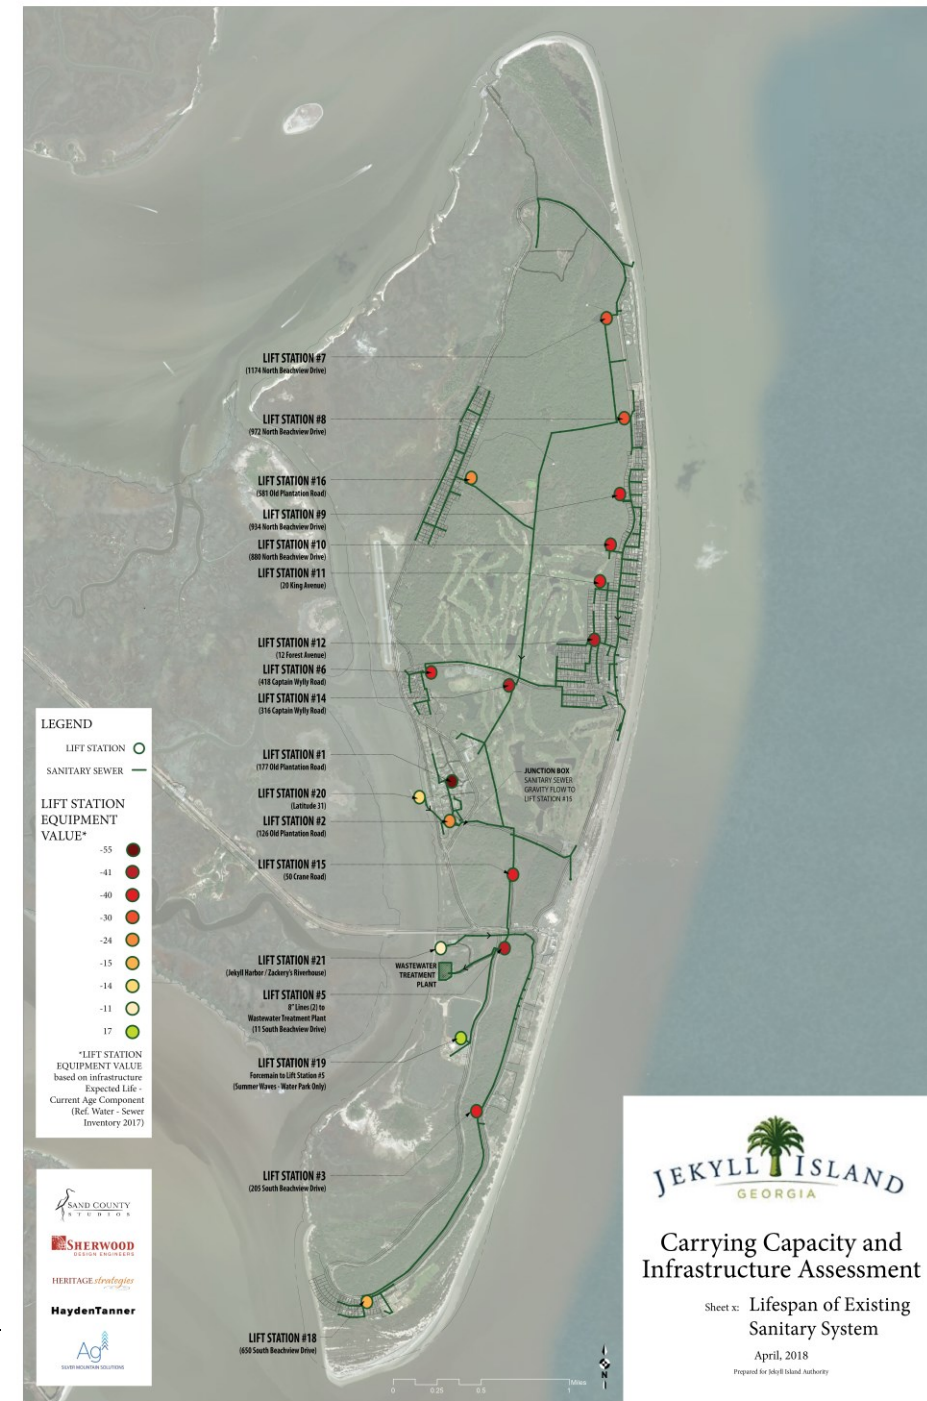 LIFT STATION #7
(1174 North Beachview Drive)
LIFT STATION #8
(972 North Beachview Drive)
LIFT STATION #16
(581 Old Plantation Road)
LIFT STATION #9
(934 North Beachview Drive)
LIFT STATION #10
(880 North Beachview Drive)
LIFT STATION #11
(20 King Avenue)
LIFT STATION #12
(12 Forest Avenue)
LIFT STATION #6
(418 Captain Wylly Road)
LIFT STATION #14
(316 Captain Wylly Road)
LIFT STATION #1
(177 Old Plantation Road)
LIFT STATION #20
(Latitude 31)
LIFT STATION #2
(126 Old Plantation Road)
JUNCTION BOX
SANITARY SEWER
GRAVITY FLOW TO
LIFT STATION #15
LIFT STATION #15
(50 Crane Road)
LIFT STATION #21
(Jekyll Harbor / Zackery's Riverhouse)
WASTEWATER
TREATMENT
PLANT
LIFT STATION #5
8" Lines (2) to
Wastewater Treatment Plant
(11 South Beachview Drive)
LIFT STATION #19
Forcemain to Lift Station #5
(Summer Waves - Water Park Only)
LIFT STATION #3
(205 South Beachview Drive)
LIFT STATION #18
(650 South Beachview Drive)
LEGEND
LIFT STATION
SANITARY SEWER
LIFT STATION
EQUIPMENT
VALUE*
-55
-41
-40
-30
-24
-15
-14
-11
17
*LIFT STATION
EQUIPMENT VALUE
based on infrastructure
Expected Life -
Current Age Component
(Ref. Water - Sewer
Inventory 2017)
SAND COUNTY
STUDIOS
SHERWOOD
DESIGN ENGINEERS
HERITAGE strategies
HaydenTanner
Ag
SILVER MOUNTAIN SOLUTIONS
0 0.25 0.5 1
Miles
N
JEKYLL ISLAND
GEORGIA
Carrying Capacity and
Infrastructure Assessment
Sheet x: Lifespan of Existing
Sanitary System
April, 2018
Prepared for Jekyll Island Authority